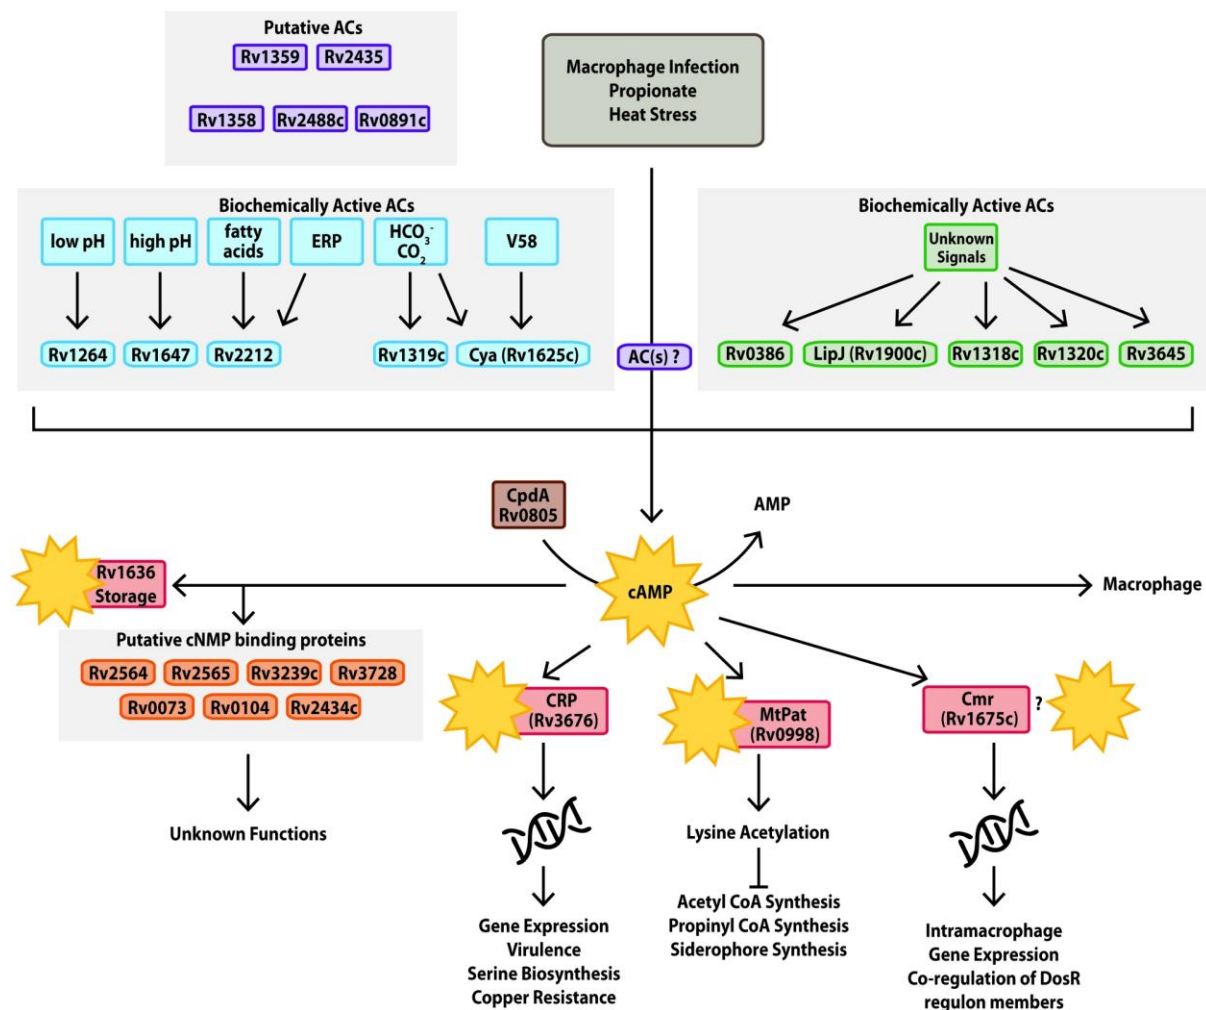 Putative ACs
Rv1359
Rv2435
Rv1358
Rv2488c
Rv0891c
Macrophage Infection
Propionate
Heat Stress
Biochemically Active ACs
low pH
high pH
fatty
acids
ERP
HCO3-
CO2
V58
Rv1264
Rv1647
Rv2212
Rv1319c
Cya (Rv1625c)
AC(s) ?
Biochemically Active ACs
Unknown
Signals
Rv0386
LipJ (Rv1900c)
Rv1318c
Rv1320c
Rv3645
CpdA
Rv0805
AMP
cAMP
Rv1636
Storage
Macrophage
Putative cNMP binding proteins
Rv2564
Rv2565
Rv3239c
Rv3728
Rv0073
Rv0104
Rv2434c
Unknown Functions
CRP
(Rv3676)
MtPat
(Rv0998)
Cmr
(Rv1675c)
?
Lysine Acetylation
Gene Expression
Virulence
Serine Biosynthesis
Copper Resistance
Acetyl CoA Synthesis
Propinyl CoA Synthesis
Siderophore Synthesis
Intramacrophage
Gene Expression
Co-regulation of DosR
regulon members